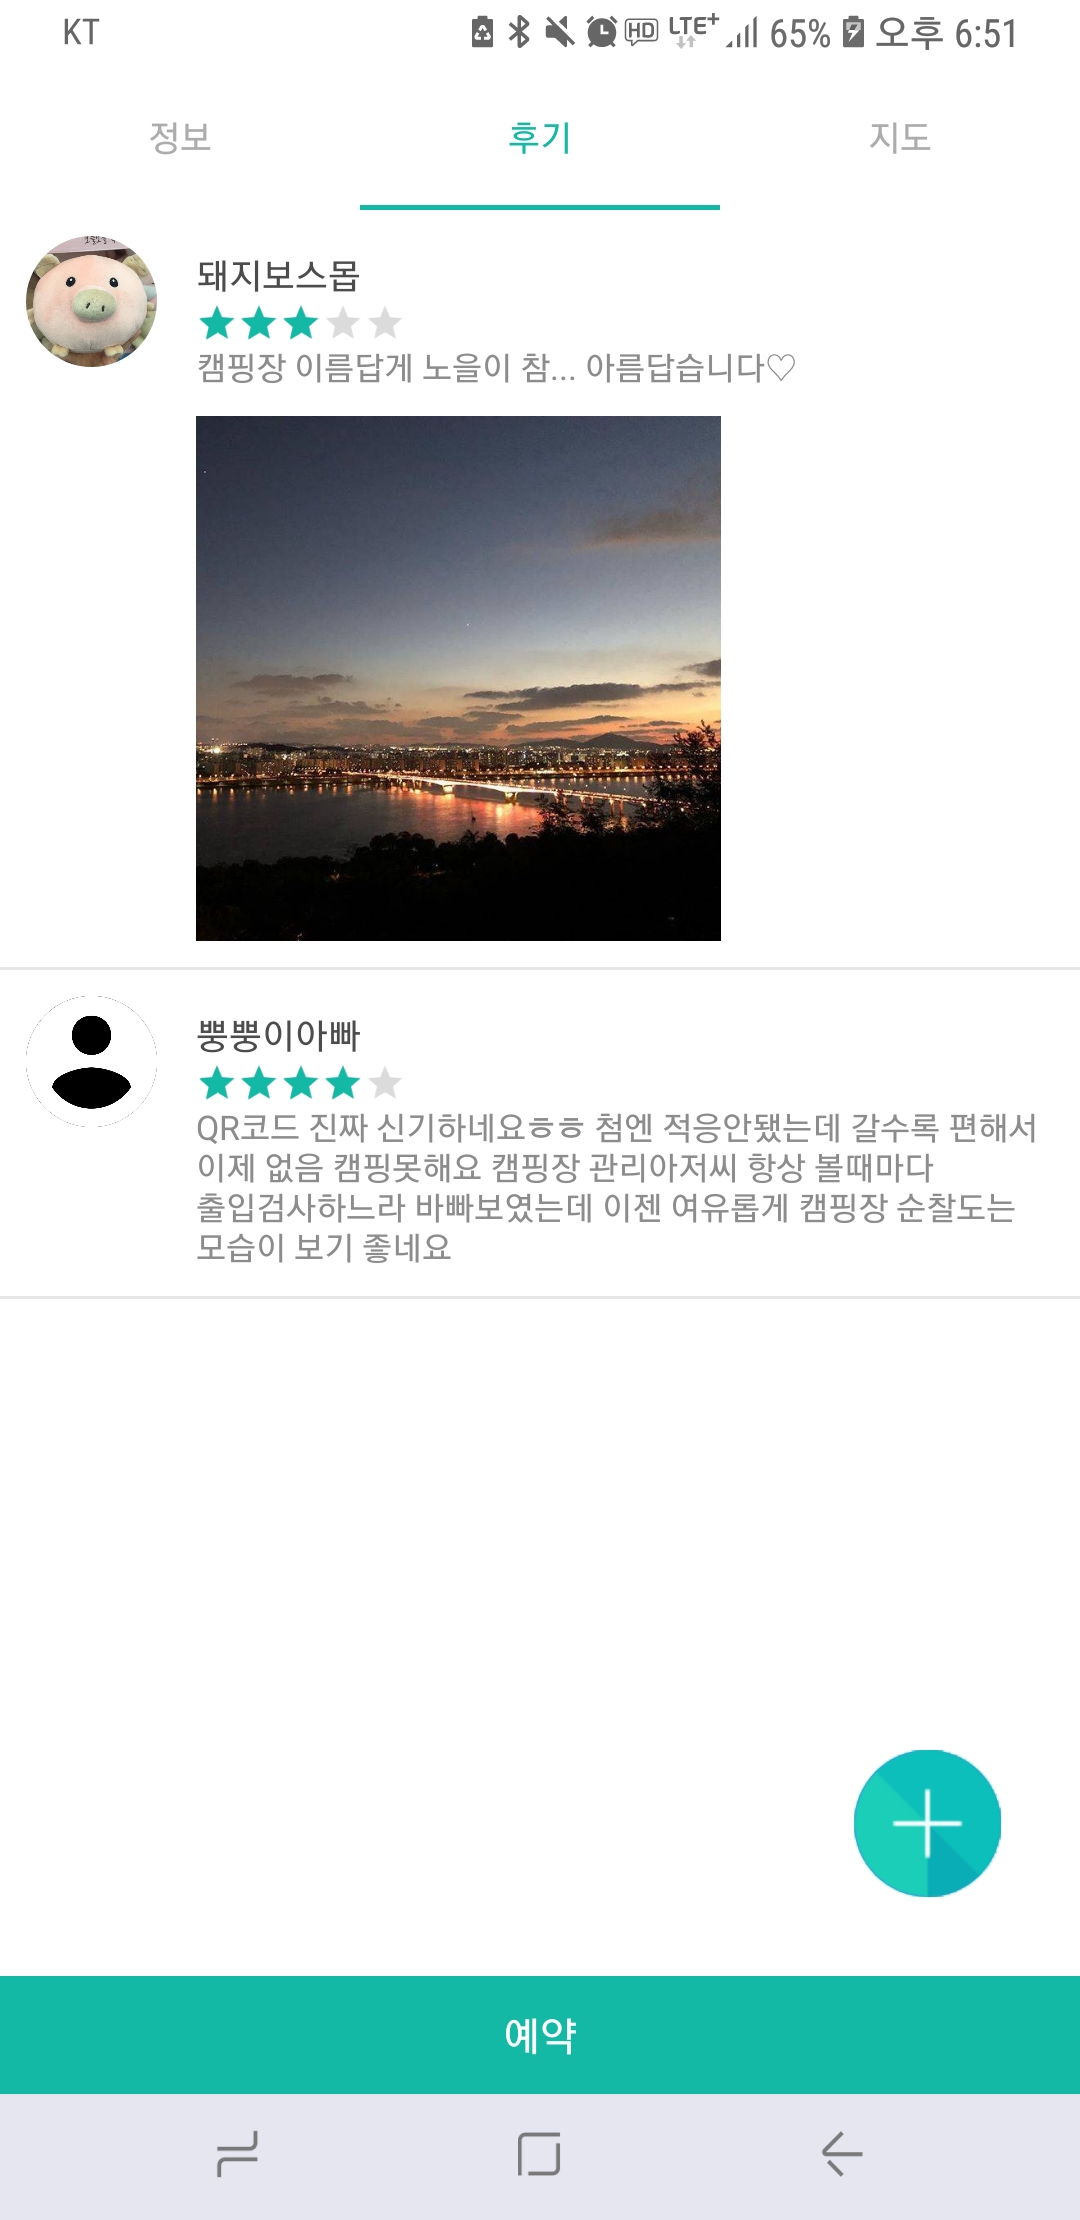 KT HD LTE+ 65% 오후 6:51
정보 후기 지도
돼지보스몹
캠핑장 이름답게 노을이 참... 아름답습니다♡
뿡뿡이아빠
QR코드 진짜 신기하네요ㅎㅎ 첨엔 적응안됐는데 갈수록 편해서
이제 없음 캠핑못해요 캠핑장 관리아저씨 항상 볼때마다
출입검사하느라 바빠보였는데 이젠 여유롭게 캠핑장 순찰도는
모습이 보기 좋네요
예약